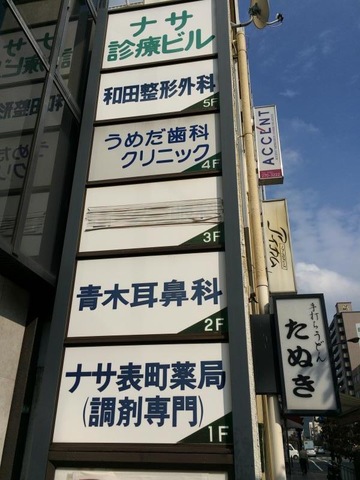 ナサ
診療ビル
和田整形外科
5F
うめだ歯科
クリニック
4F
3F
青木耳鼻科
2F
ナサ表町薬局
(調剤専門)
1F
ACCENT
手打ちうどん
たぬき